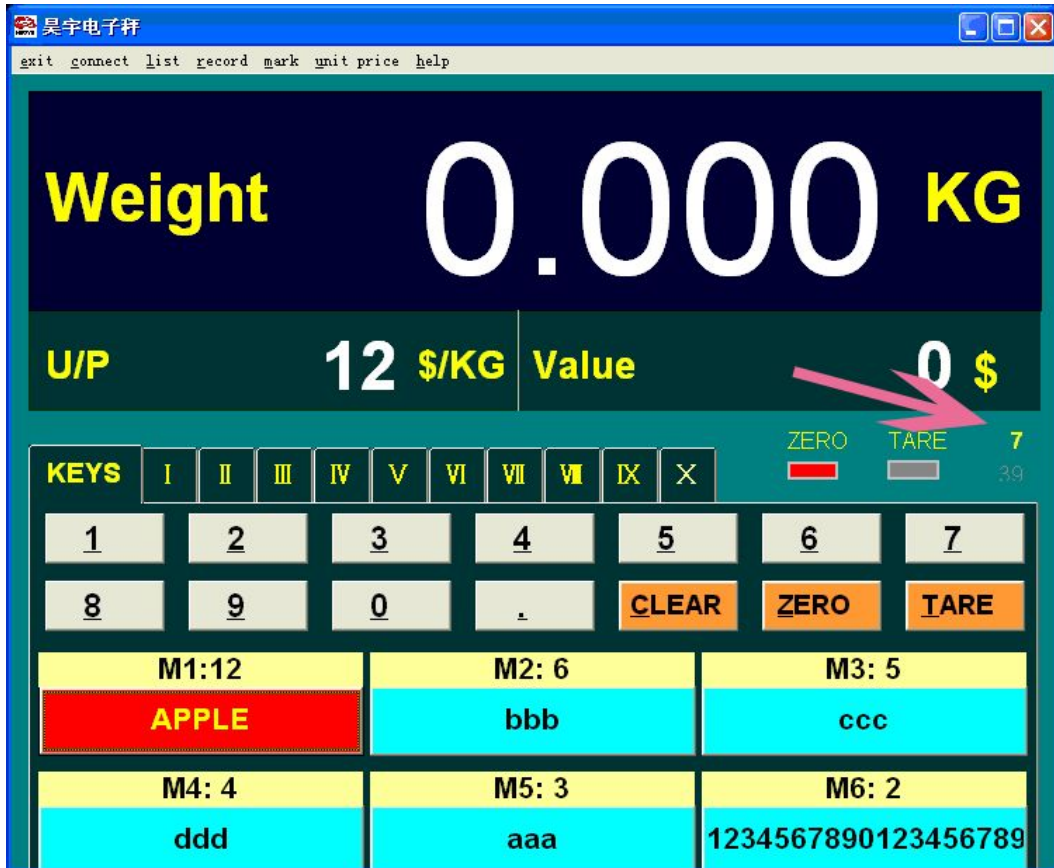 昊宇电子秤
exit connect list record mark unit price help
Weight 0.000 KG
U/P 12 $/KG Value 0 $
ZERO TARE 7
KEYS I II III IV V VI VII VIII IX X 39
1 2 3 4 5 6 7
8 9 0 . CLEAR ZERO TARE
M1:12 M2: 6 M3: 5
APPLE bbb ccc
M4: 4 M5: 3 M6: 2
ddd aaa 1234567890123456789